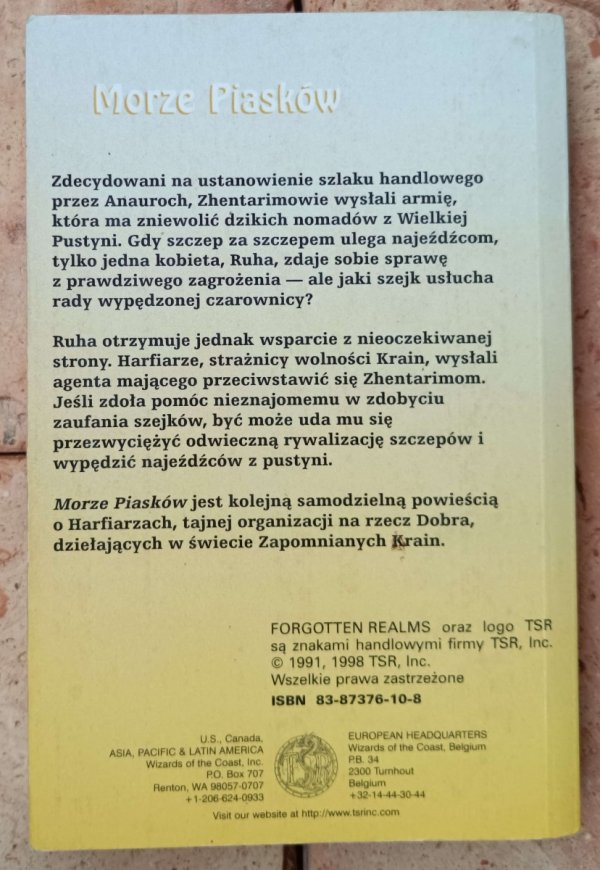 Morze Piasków
Zdecydowani na ustanowienie szlaku handlowego
przez Anauroch, Zhentarimowie wysłali armię,
która ma zniewolić dzikich nomadów z Wielkiej
Pustyni. Gdy szczep za szczepem ulega najeźdźcom,
tylko jedna kobieta, Ruha, zdaje sobie sprawę
z prawdziwego zagrożenia — ale jaki szejk usłucha
rady wypędzonej czarownicy?
Ruha otrzymuje jednak wsparcie z nieoczekiwanej
strony. Harfiarze, strażnicy wolności Krain, wysłali
agenta mającego przeciwstawić się Zhentarimom.
Jeśli zdoła pomóc nieznajomemu w zdobyciu
zaufania szejków, być może uda mu się
przezwyciężyć odwieczną rywalizację szczepów i
wypędzić najeźdźców z pustyni.
Morze Piasków jest kolejną samodzielną powieścią
o Harfiarzach, tajnej organizacji na rzecz Dobra,
dziełających w świecie Zapomnianych Krain.
FORGOTTEN REALMS oraz logo TSR
są znakami handlowymi firmy TSR, Inc.
© 1991, 1998 TSR, Inc.
Wszelkie prawa zastrzeżone
ISBN 83-87376-10-8
U.S., Canada,
ASIA, PACIFIC & LATIN AMERICA
Wizards of the Coast, Inc.
P.O. Box 707
Renton, WA 98057-0707
+1-206-624-0933
TSR
EUROPEAN HEADQUARTERS
Wizards of the Coast, Belgium
P.B. 34
2300 Turnhout
Belgium
+32-14-44-30-44
Visit our website at http://www.tsrinc.com